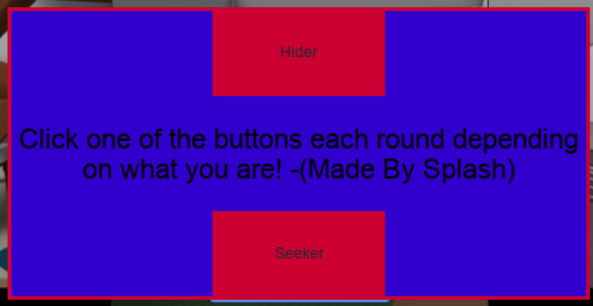 Hider
Click one of the buttons each round depending
on what you are! -(Made By Splash)
Seeker